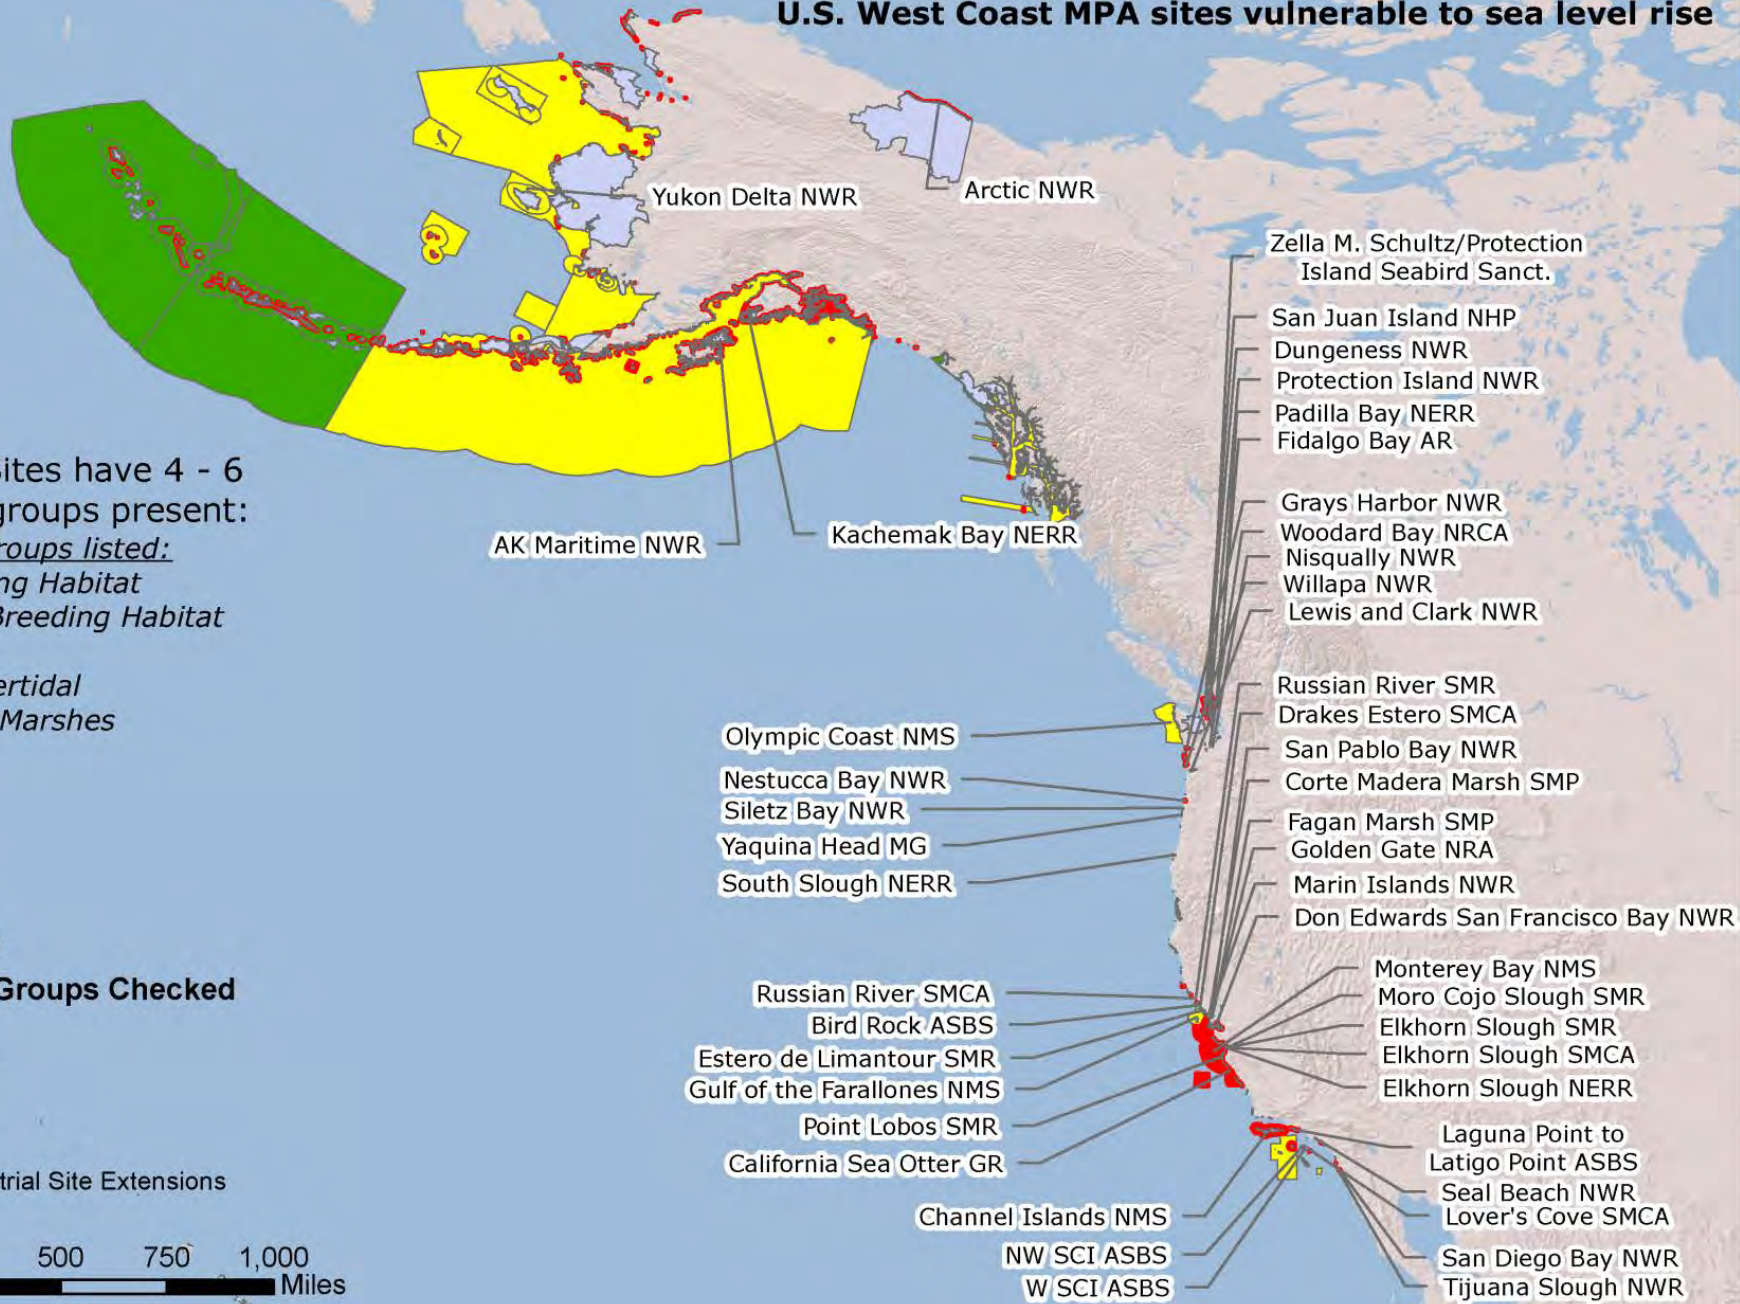 U.S. West Coast MPA sites vulnerable to sea level rise
Yukon Delta NWR
Arctic NWR
Zella M. Schultz/Protection
Island Seabird Sanct.
San Juan Island NHP
Dungeness NWR
Protection Island NWR
Padilla Bay NERR
Fidalgo Bay AR
ites have 4 - 6
groups present:
roups listed:
ng Habitat
Breeding Habitat
ertidal
Marshes
AK Maritime NWR
Kachemak Bay NERR
Grays Harbor NWR
Woodard Bay NRCA
Nisqually NWR
Willapa NWR
Lewis and Clark NWR
Russian River SMR
Drakes Estero SMCA
San Pablo Bay NWR
Corte Madera Marsh SMP
Fagan Marsh SMP
Golden Gate NRA
Marin Islands NWR
Don Edwards San Francisco Bay NWR
Olympic Coast NMS
Nestucca Bay NWR
Siletz Bay NWR
Yaquina Head MG
South Slough NERR
Groups Checked
Russian River SMCA
Bird Rock ASBS
Estero de Limantour SMR
Gulf of the Farallones NMS
Point Lobos SMR
California Sea Otter GR
Monterey Bay NMS
Moro Cojo Slough SMR
Elkhorn Slough SMR
Elkhorn Slough SMCA
Elkhorn Slough NERR
Laguna Point to
Latigo Point ASBS
Seal Beach NWR
Lover's Cove SMCA
San Diego Bay NWR
Tijuana Slough NWR
Channel Islands NMS
NW SCI ASBS
W SCI ASBS
trial Site Extensions
500 750 1,000
Miles